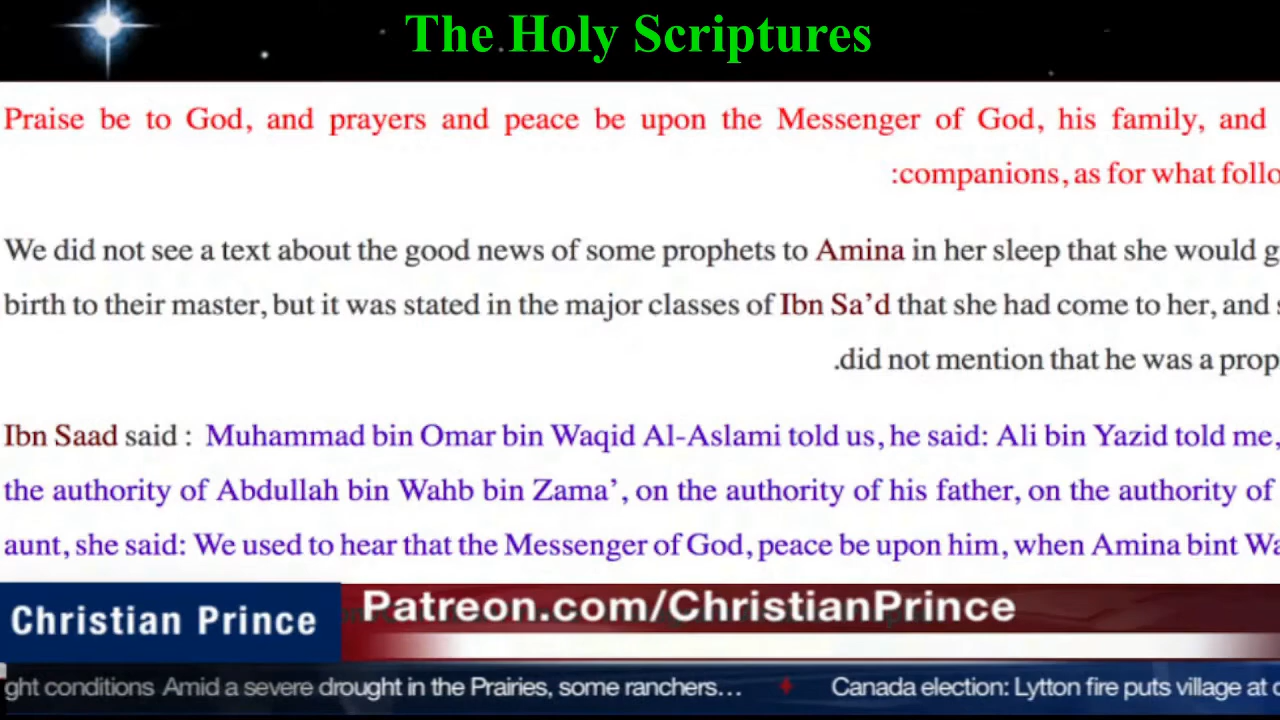 The Holy Scriptures
Praise be to God, and prayers and peace be upon the Messenger of God, his family, and
:companions, as for what follo
We did not see a text about the good news of some prophets to Amina in her sleep that she would g
birth to their master, but it was stated in the major classes of Ibn Sa’d that she had come to her, and s
.did not mention that he was a prop
Ibn Saad said : Muhammad bin Omar bin Waqid Al-Aslami told us, he said: Ali bin Yazid told me,
the authority of Abdullah bin Wahb bin Zama’, on the authority of his father, on the authority of
aunt, she said: We used to hear that the Messenger of God, peace be upon him, when Amina bint Wa
Christian Prince
Patreon.com/ChristianPrince
ght conditions Amid a severe drought in the Prairies, some ranchers... Canada election: Lytton fire puts village at c